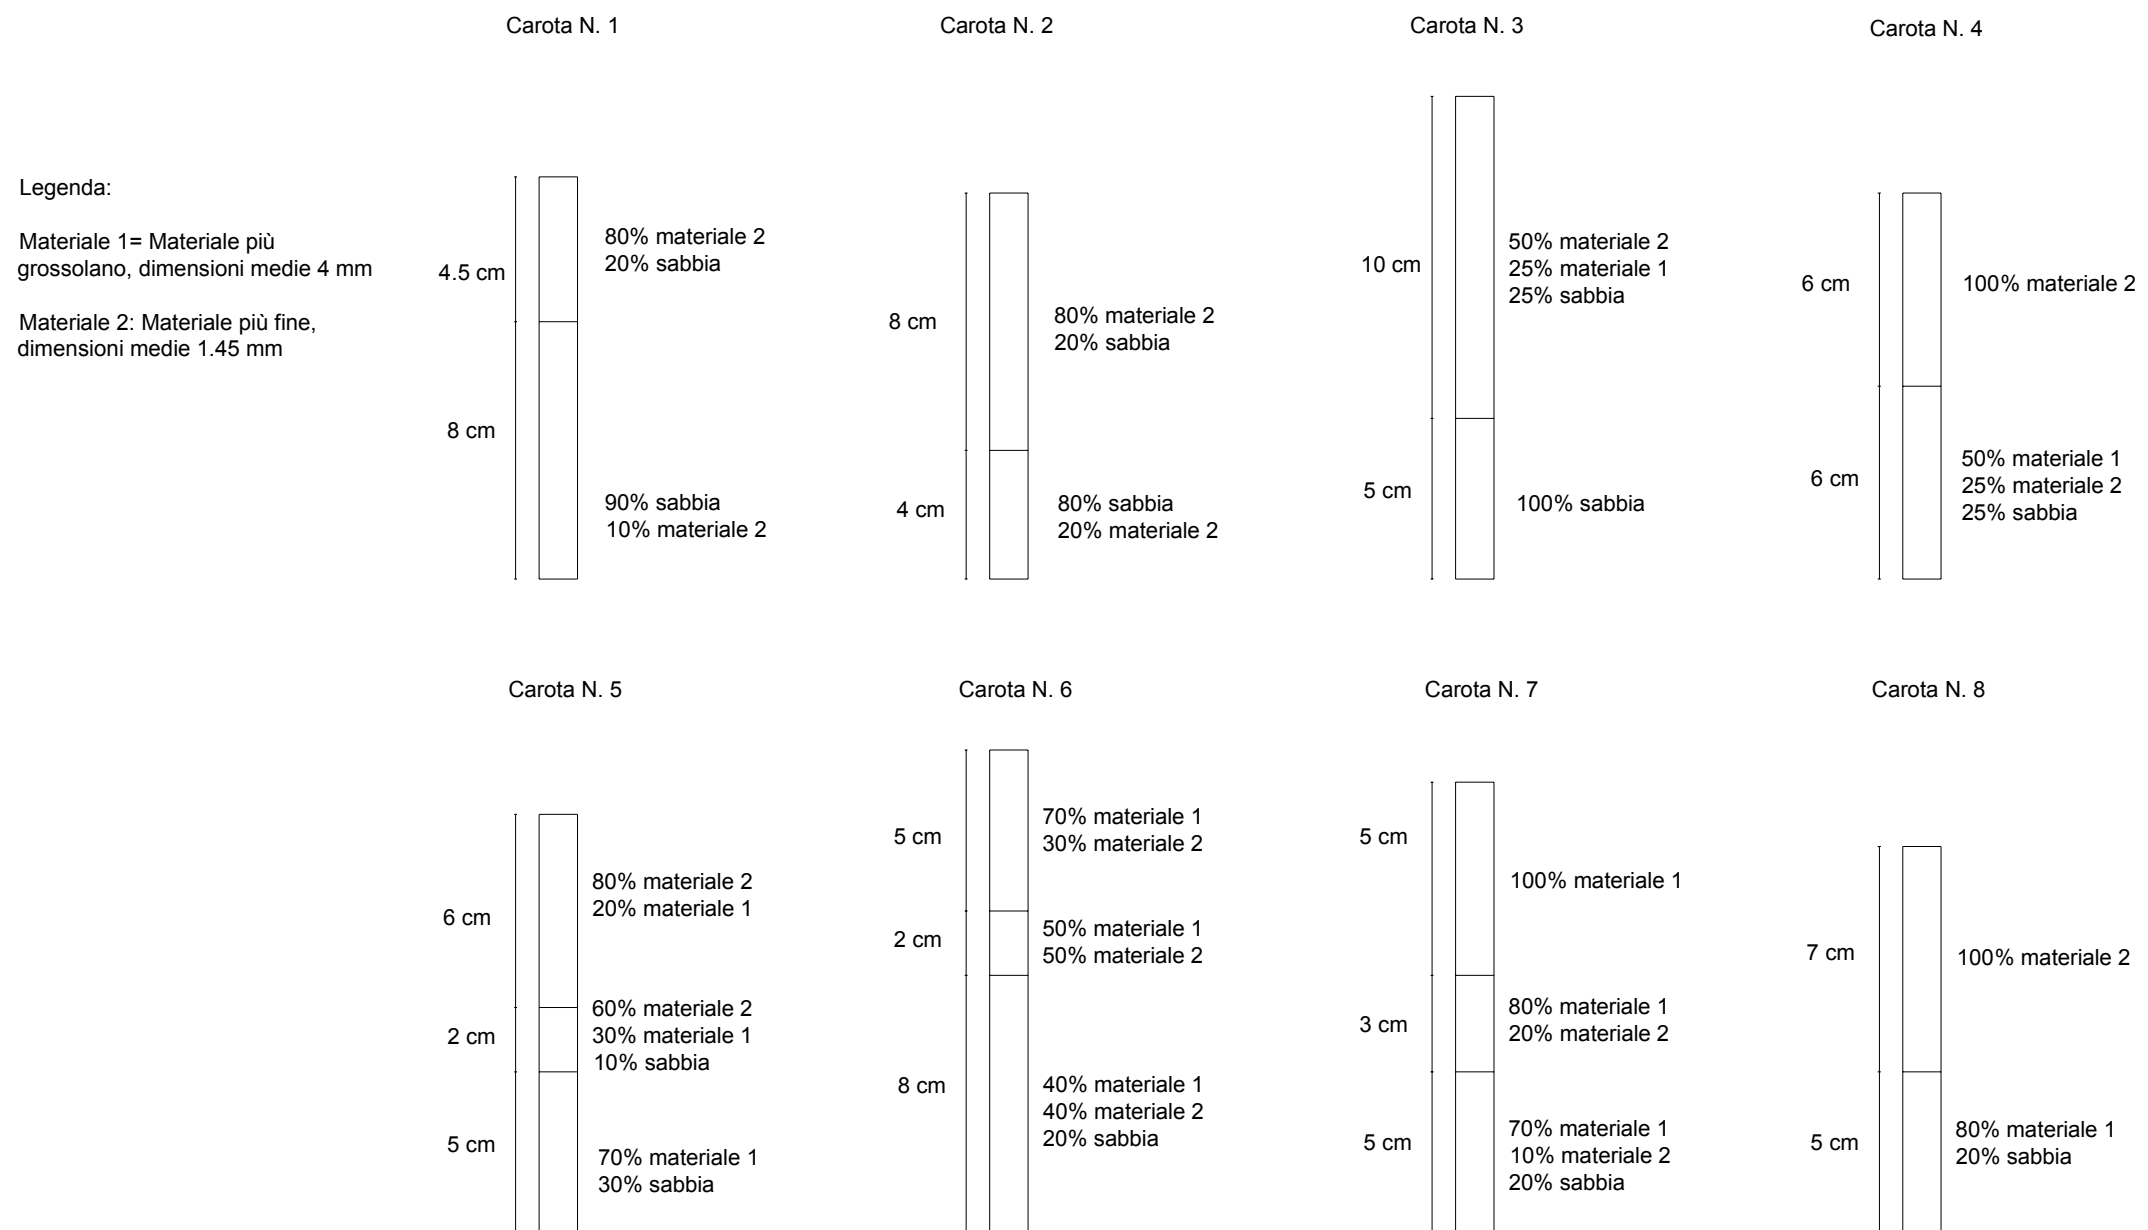 Carota N. 1
Carota N. 2
Carota N. 3
Carota N. 4
Legenda:
Materiale 1= Materiale più
grossolano, dimensioni medie 4 mm
Materiale 2: Materiale più fine,
dimensioni medie 1.45 mm
4.5 cm
80% materiale 2
20% sabbia
8 cm
90% sabbia
10% materiale 2
8 cm
80% materiale 2
20% sabbia
4 cm
80% sabbia
20% materiale 2
10 cm
50% materiale 2
25% materiale 1
25% sabbia
5 cm
100% sabbia
6 cm
100% materiale 2
6 cm
50% materiale 1
25% materiale 2
25% sabbia
Carota N. 5
Carota N. 6
Carota N. 7
Carota N. 8
6 cm
80% materiale 2
20% materiale 1
2 cm
60% materiale 2
30% materiale 1
10% sabbia
5 cm
70% materiale 1
30% sabbia
5 cm
70% materiale 1
30% materiale 2
2 cm
50% materiale 1
50% materiale 2
8 cm
40% materiale 1
40% materiale 2
20% sabbia
5 cm
100% materiale 1
3 cm
80% materiale 1
20% materiale 2
5 cm
70% materiale 1
10% materiale 2
20% sabbia
7 cm
100% materiale 2
5 cm
80% materiale 1
20% sabbia